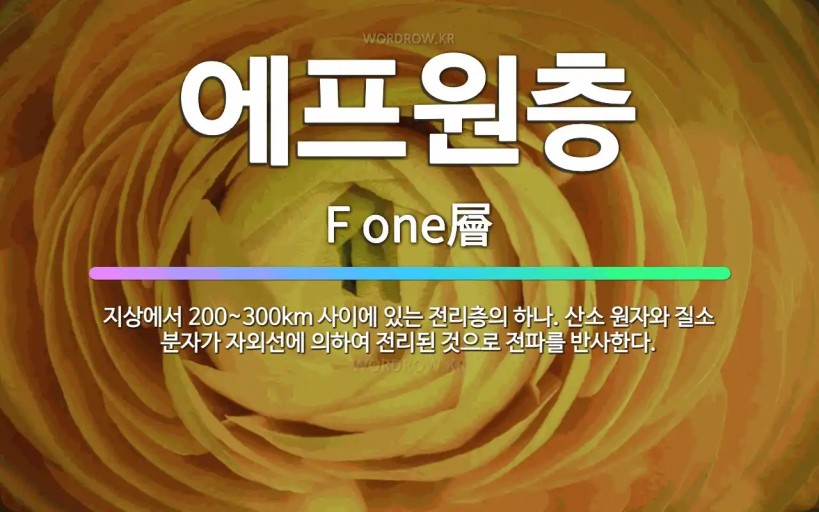 WORDROW.KR
에프원층
F one層
지상에서 200~300km 사이에 있는 전리층의 하나. 산소 원자와 질소
분자가 자외선에 의하여 전리된 것으로 전파를 반사한다.
WORDROW.KR